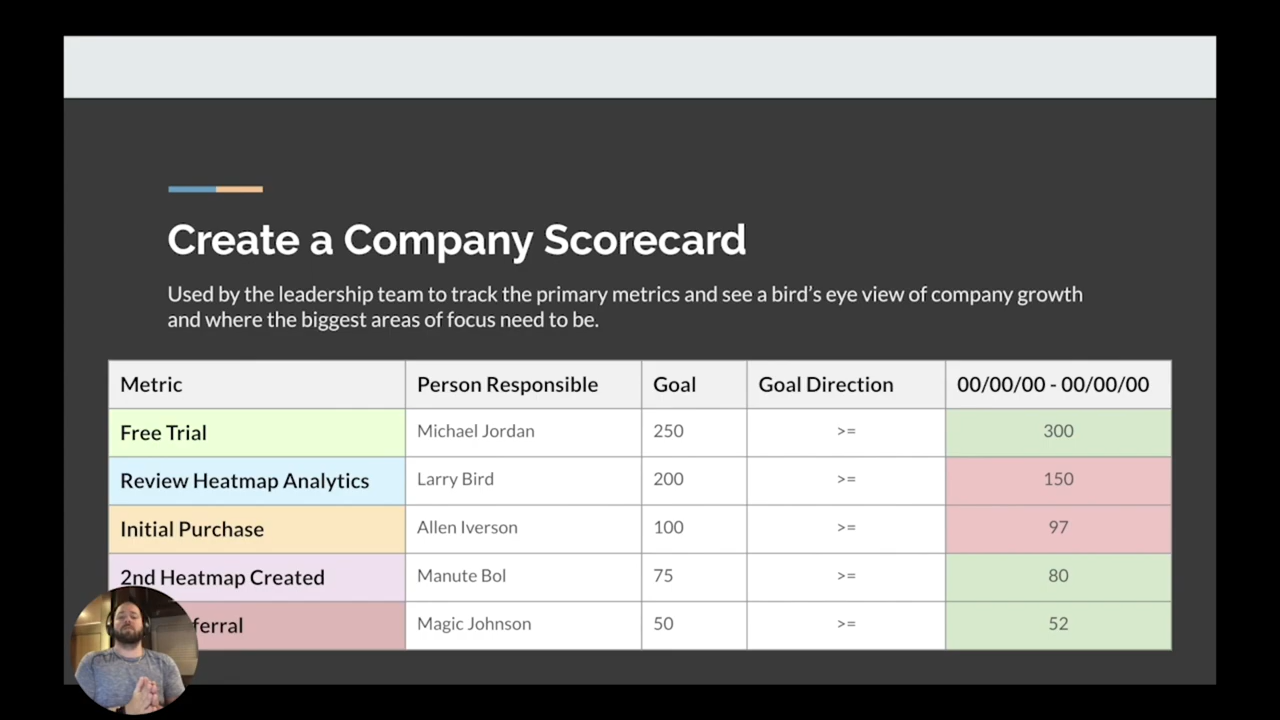 Create a Company Scorecard
Used by the leadership team to track the primary metrics and see a bird's eye view of company growth
and where the biggest areas of focus need to be.
Metric Person Responsible Goal Goal Direction 00/00/00 - 00/00/00
Free Trial Michael Jordan 250 >= 300
Review Heatmap Analytics Larry Bird 200 >= 150
Initial Purchase Allen Iverson 100 >= 97
2nd Heatmap Created Manute Bol 75 >= 80
Magic Johnson 50 >= 52